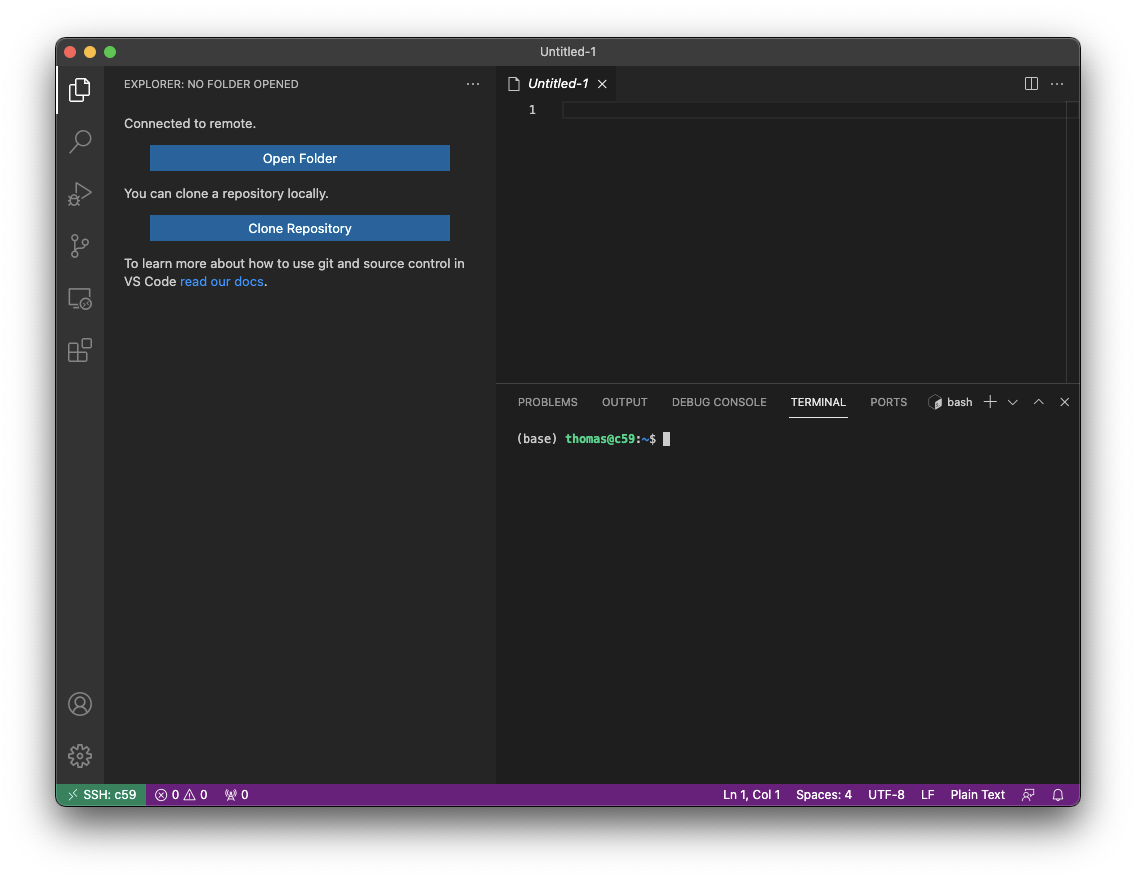 Untitled-1
EXPLORER: NO FOLDER OPENED
Connected to remote.
Open Folder
You can clone a repository locally.
Clone Repository
To learn more about how to use git and source control in
VS Code read our docs.
Untitled-1
1
PROBLEMS OUTPUT DEBUG CONSOLE TERMINAL PORTS bash
(base) thomas@c59:~$
SSH: c59 0 0 0 Ln 1, Col 1 Spaces: 4 UTF-8 LF Plain Text